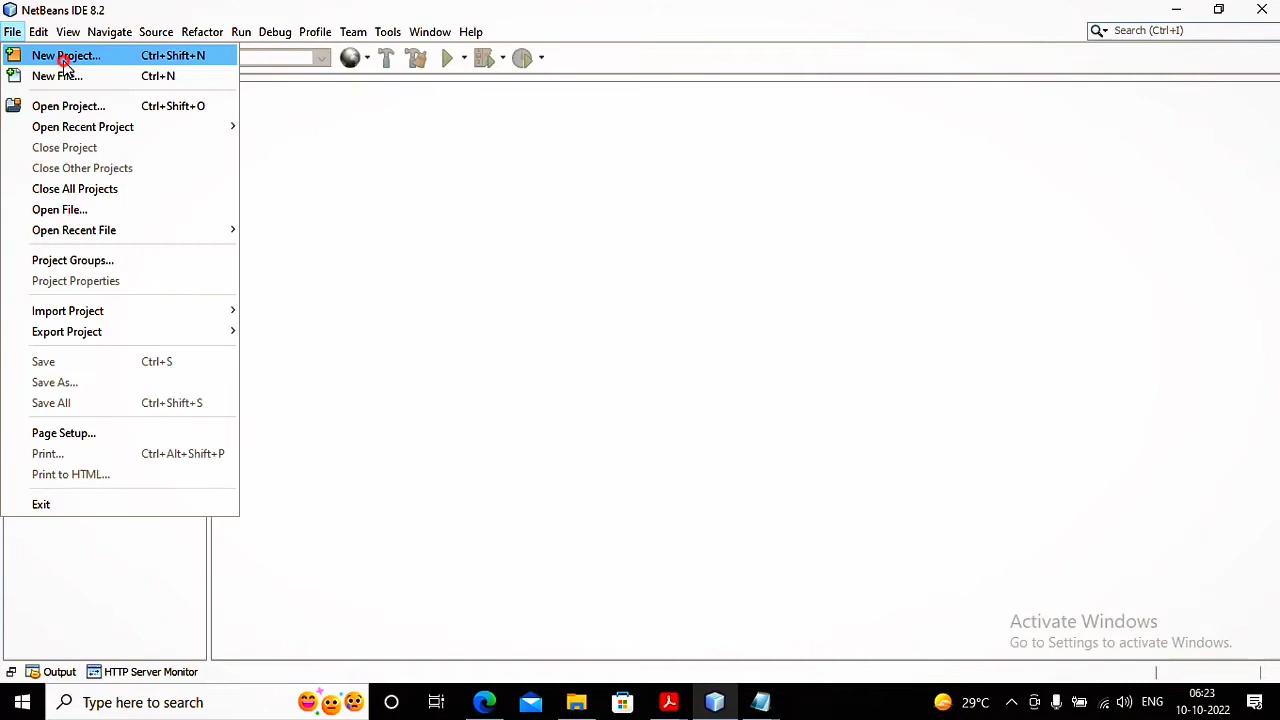 NetBeans IDE 8.2
File Edit View Navigate Source Refactor Run Debug Profile Team Tools Window Help
Search (Ctrl+I)
New Project... Ctrl+Shift+N
New File... Ctrl+N
Open Project... Ctrl+Shift+O
Open Recent Project
Close Project
Close Other Projects
Close All Projects
Open File...
Open Recent File
Project Groups...
Project Properties
Import Project
Export Project
Save Ctrl+S
Save As...
Save All Ctrl+Shift+S
Page Setup...
Print... Ctrl+Alt+Shift+P
Print to HTML...
Exit
Activate Windows
Go to Settings to activate Windows.
Output HTTP Server Monitor
Type here to search
29°C
ENG
06:23
10-10-2022